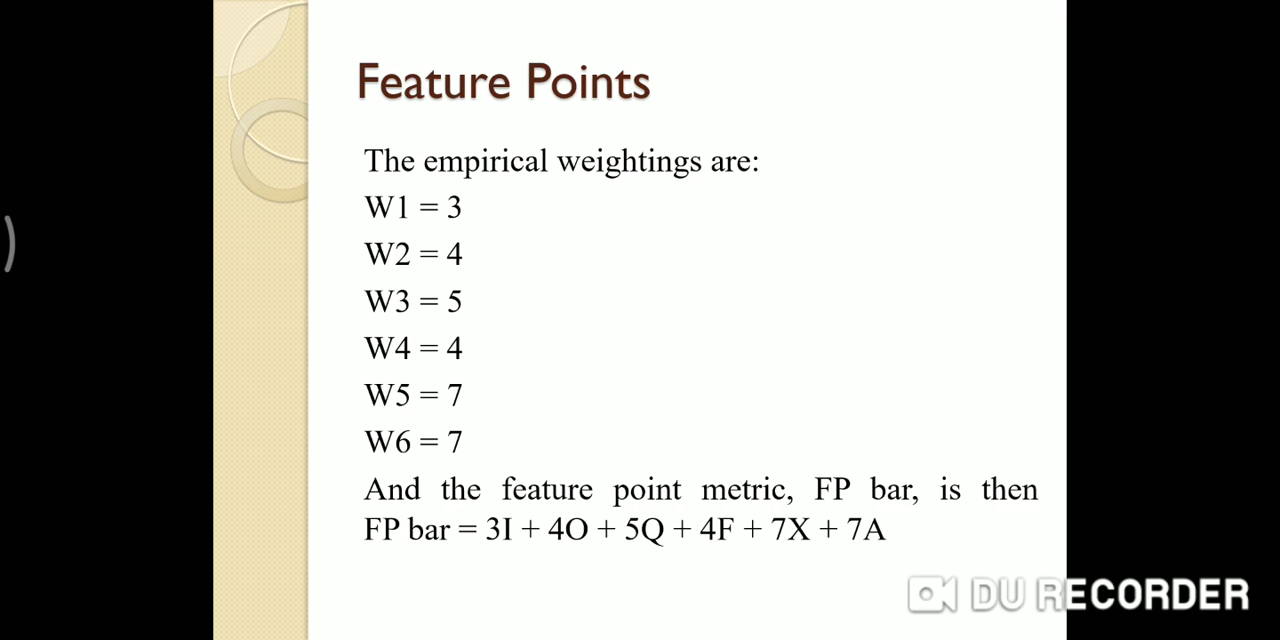 Feature Points
The empirical weightings are:
W1 = 3
W2 = 4
W3 = 5
W4 = 4
W5 = 7
W6 = 7
And the feature point metric, FP bar, is then
FP bar = 3I + 4O + 5Q + 4F + 7X + 7A
DU RECORDER